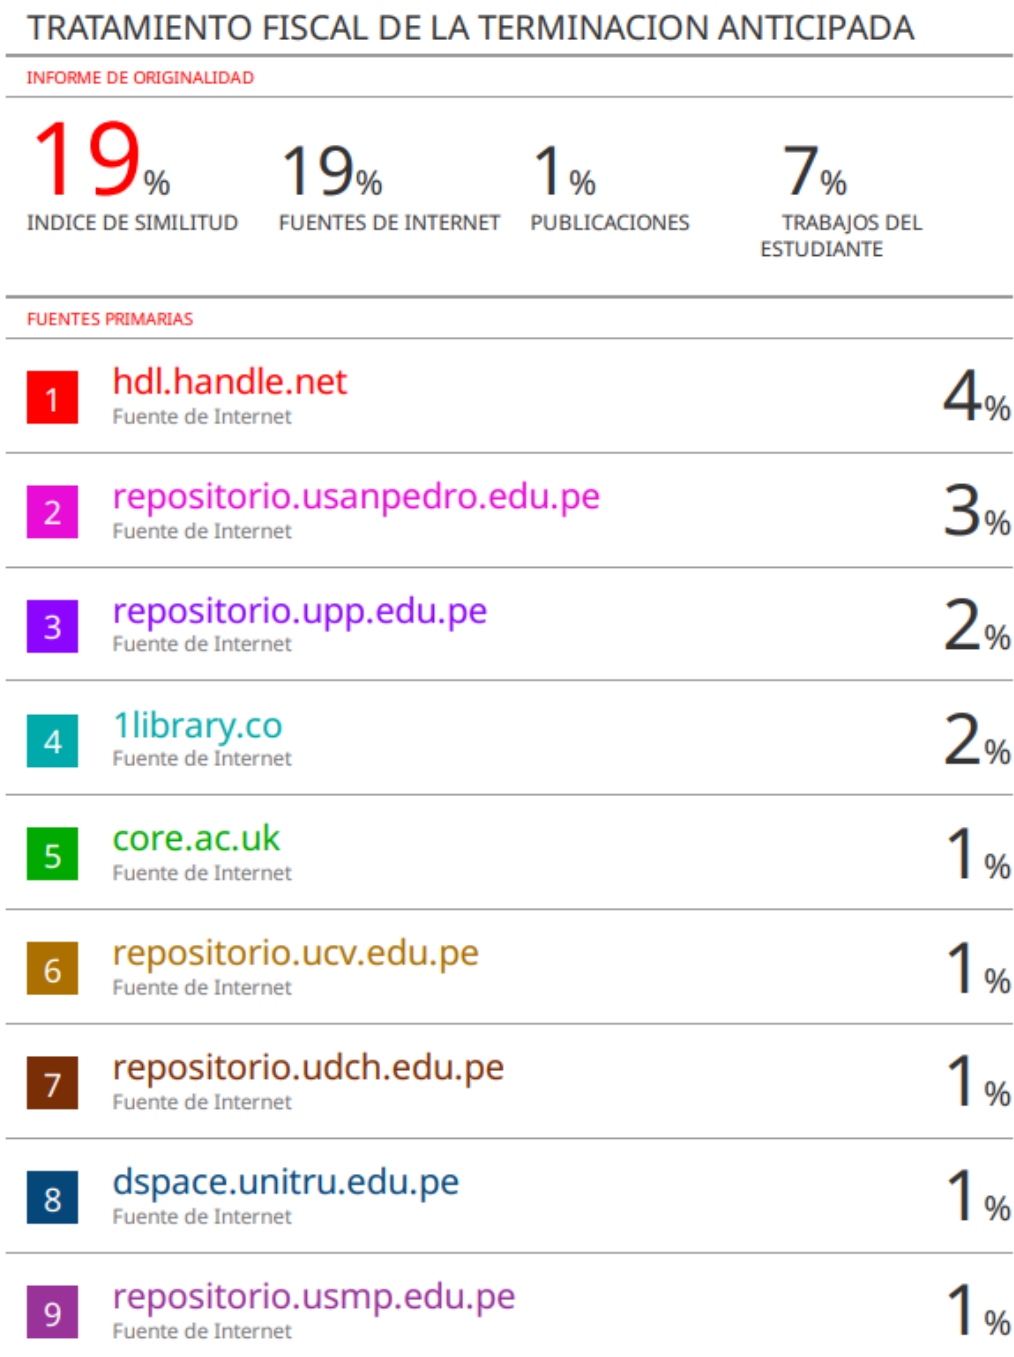 TRATAMIENTO FISCAL DE LA TERMINACION ANTICIPADA
INFORME DE ORIGINALIDAD
19% 19% 1% 7%
INDICE DE SIMILITUD FUENTES DE INTERNET PUBLICACIONES TRABAJOS DEL
ESTUDIANTE
FUENTES PRIMARIAS
1 hdl.handle.net 4%
Fuente de Internet
2 repositorio.usanpedro.edu.pe 3%
Fuente de Internet
3 repositorio.upp.edu.pe 2%
Fuente de Internet
4 1library.co 2%
Fuente de Internet
5 core.ac.uk 1%
Fuente de Internet
6 repositorio.ucv.edu.pe 1%
Fuente de Internet
7 repositorio.udch.edu.pe 1%
Fuente de Internet
8 dspace.unitru.edu.pe 1%
Fuente de Internet
9 repositorio.usmp.edu.pe 1%
Fuente de Internet